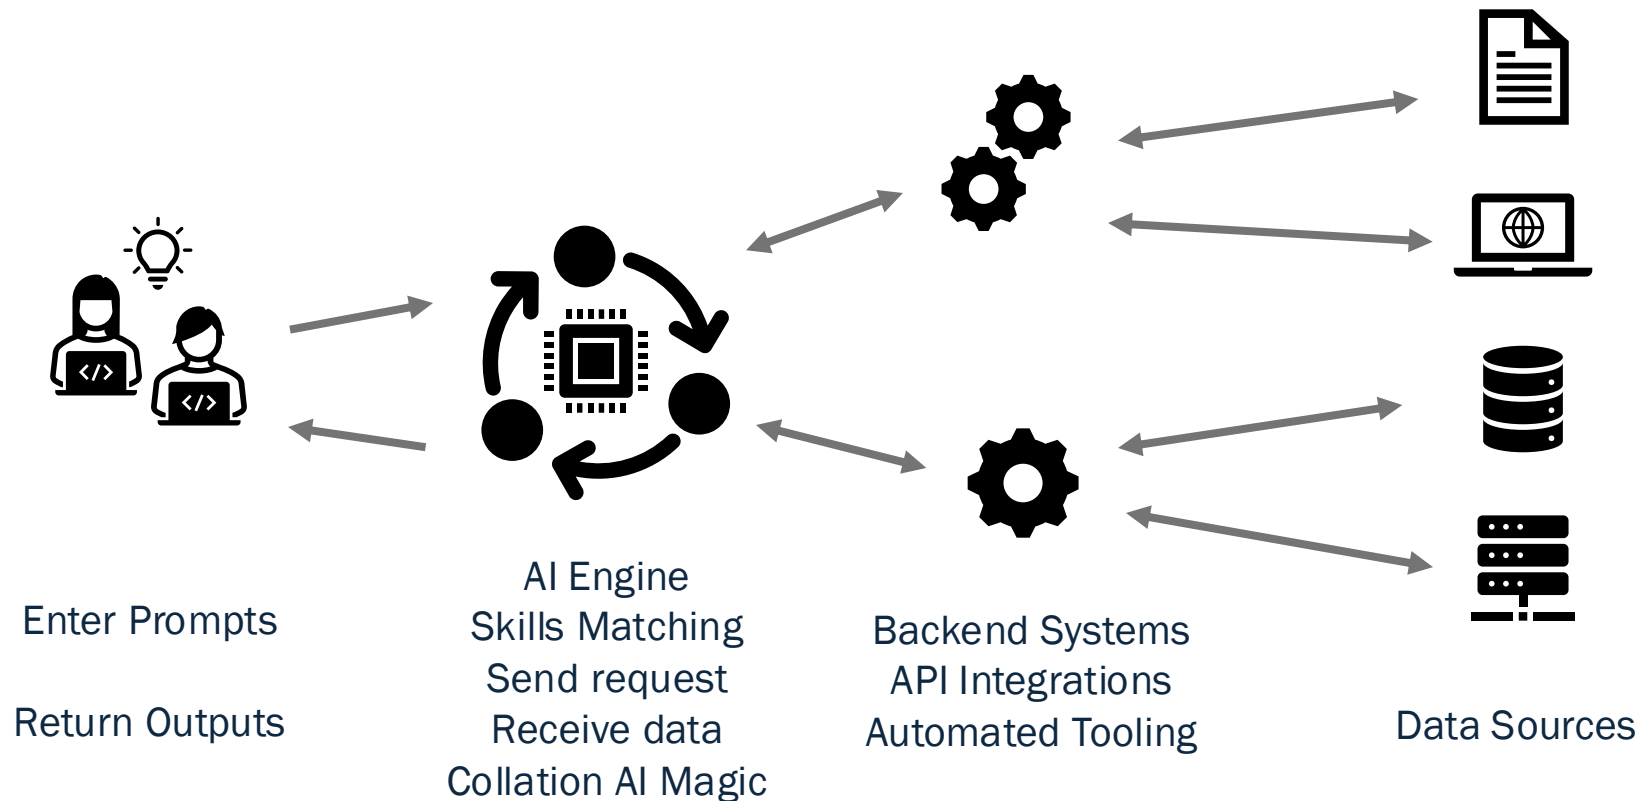 </>
</>
Enter Prompts
Return Outputs
AI Engine
Skills Matching
Send request
Receive data
Collation AI Magic
Backend Systems
API Integrations
Automated Tooling
Data Sources